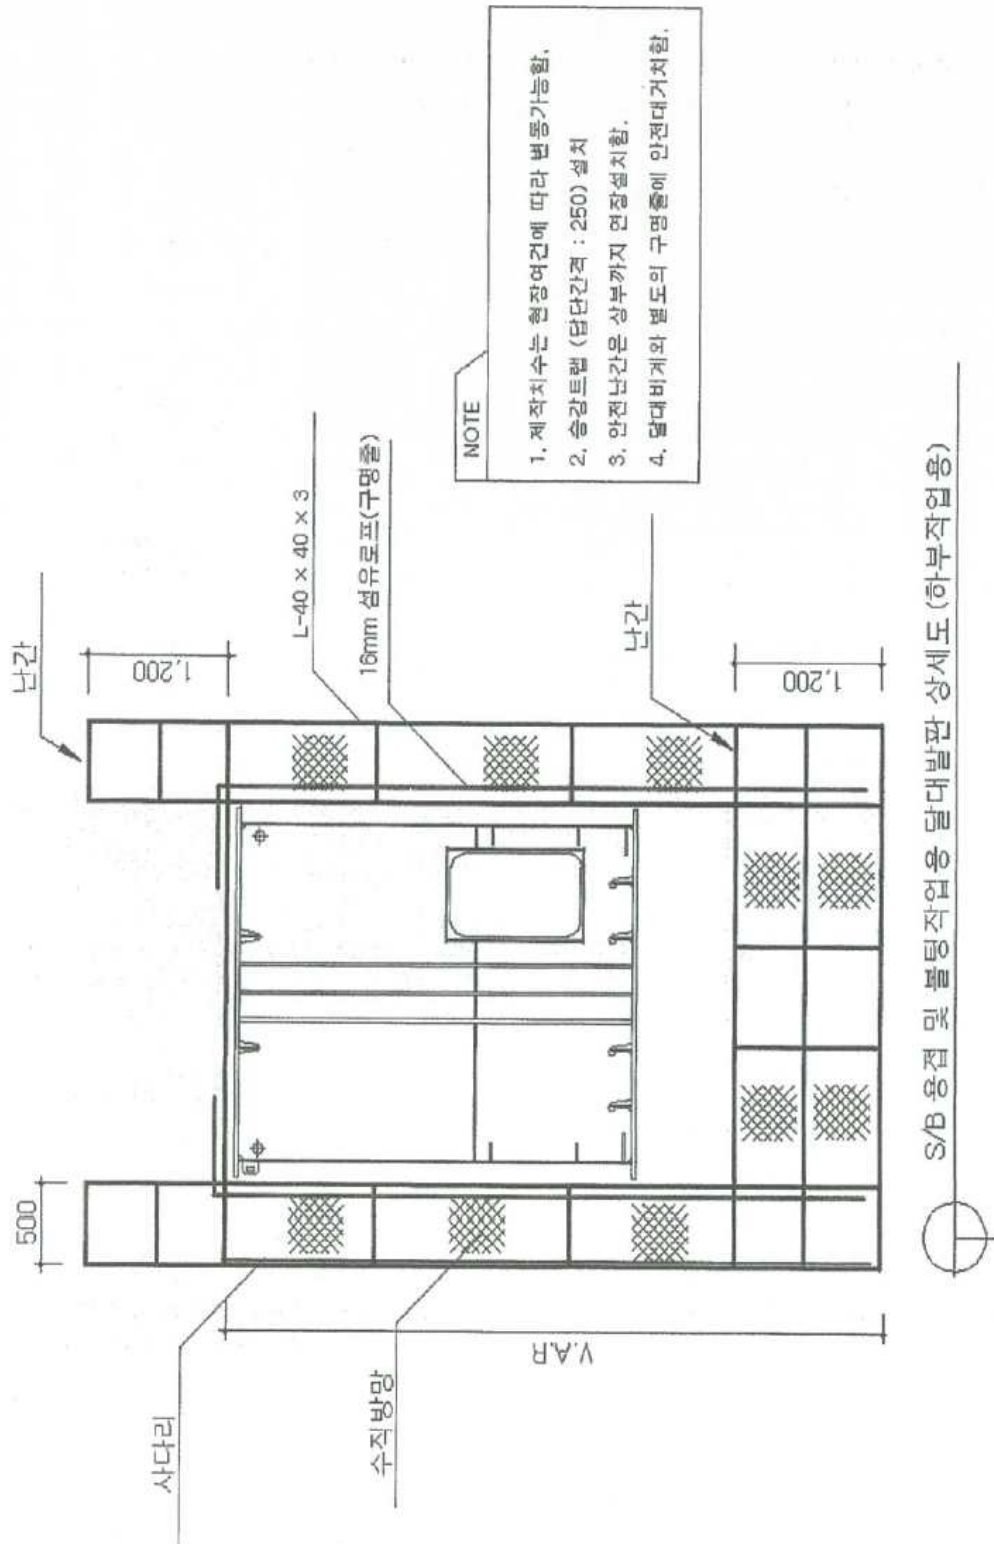 난간
1,200
L-40 × 40 × 3
16mm 섬유로프(구명줄)
500
사다리
수직방망
V.A.R
난간
1,200
NOTE
1. 제작치수는 현장여건에 따라 변동가능함.
2. 승강트랩 (답단간격 : 250) 설치
3. 안전난간은 상부까지 연장설치함.
4. 달대비계와 별도의 구명줄에 안전대거치함.
S/B 용접 및 볼팅작업용 달대발판 상세도 (하부작업용)